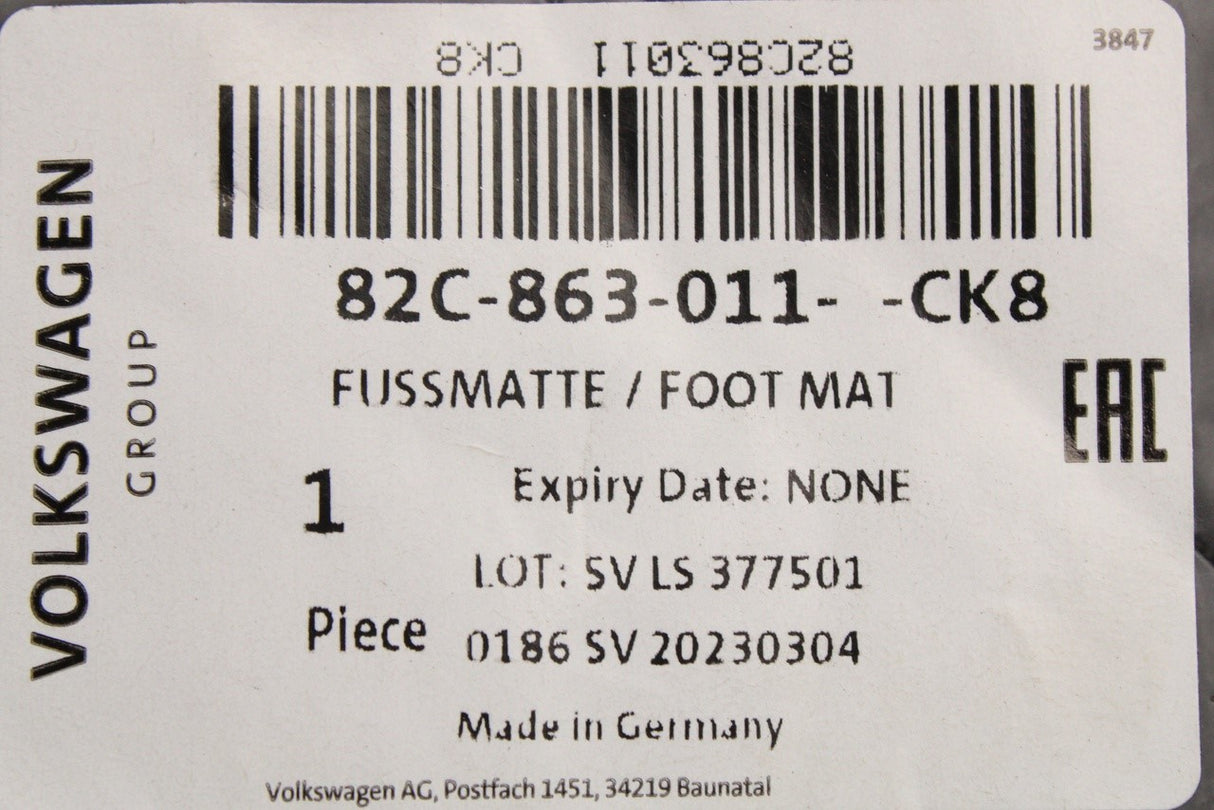 3847
82C863011 CK8
82C-863-011- -CK8
FUSSMATTE / FOOT MAT
EAC
1
Expiry Date: NONE
LOT: SV LS 377501
Piece
0186 SV 20230304
Made in Germany
Volkswagen AG, Postfach 1451, 34219 Baunatal
VOLKSWAGEN
GROUP